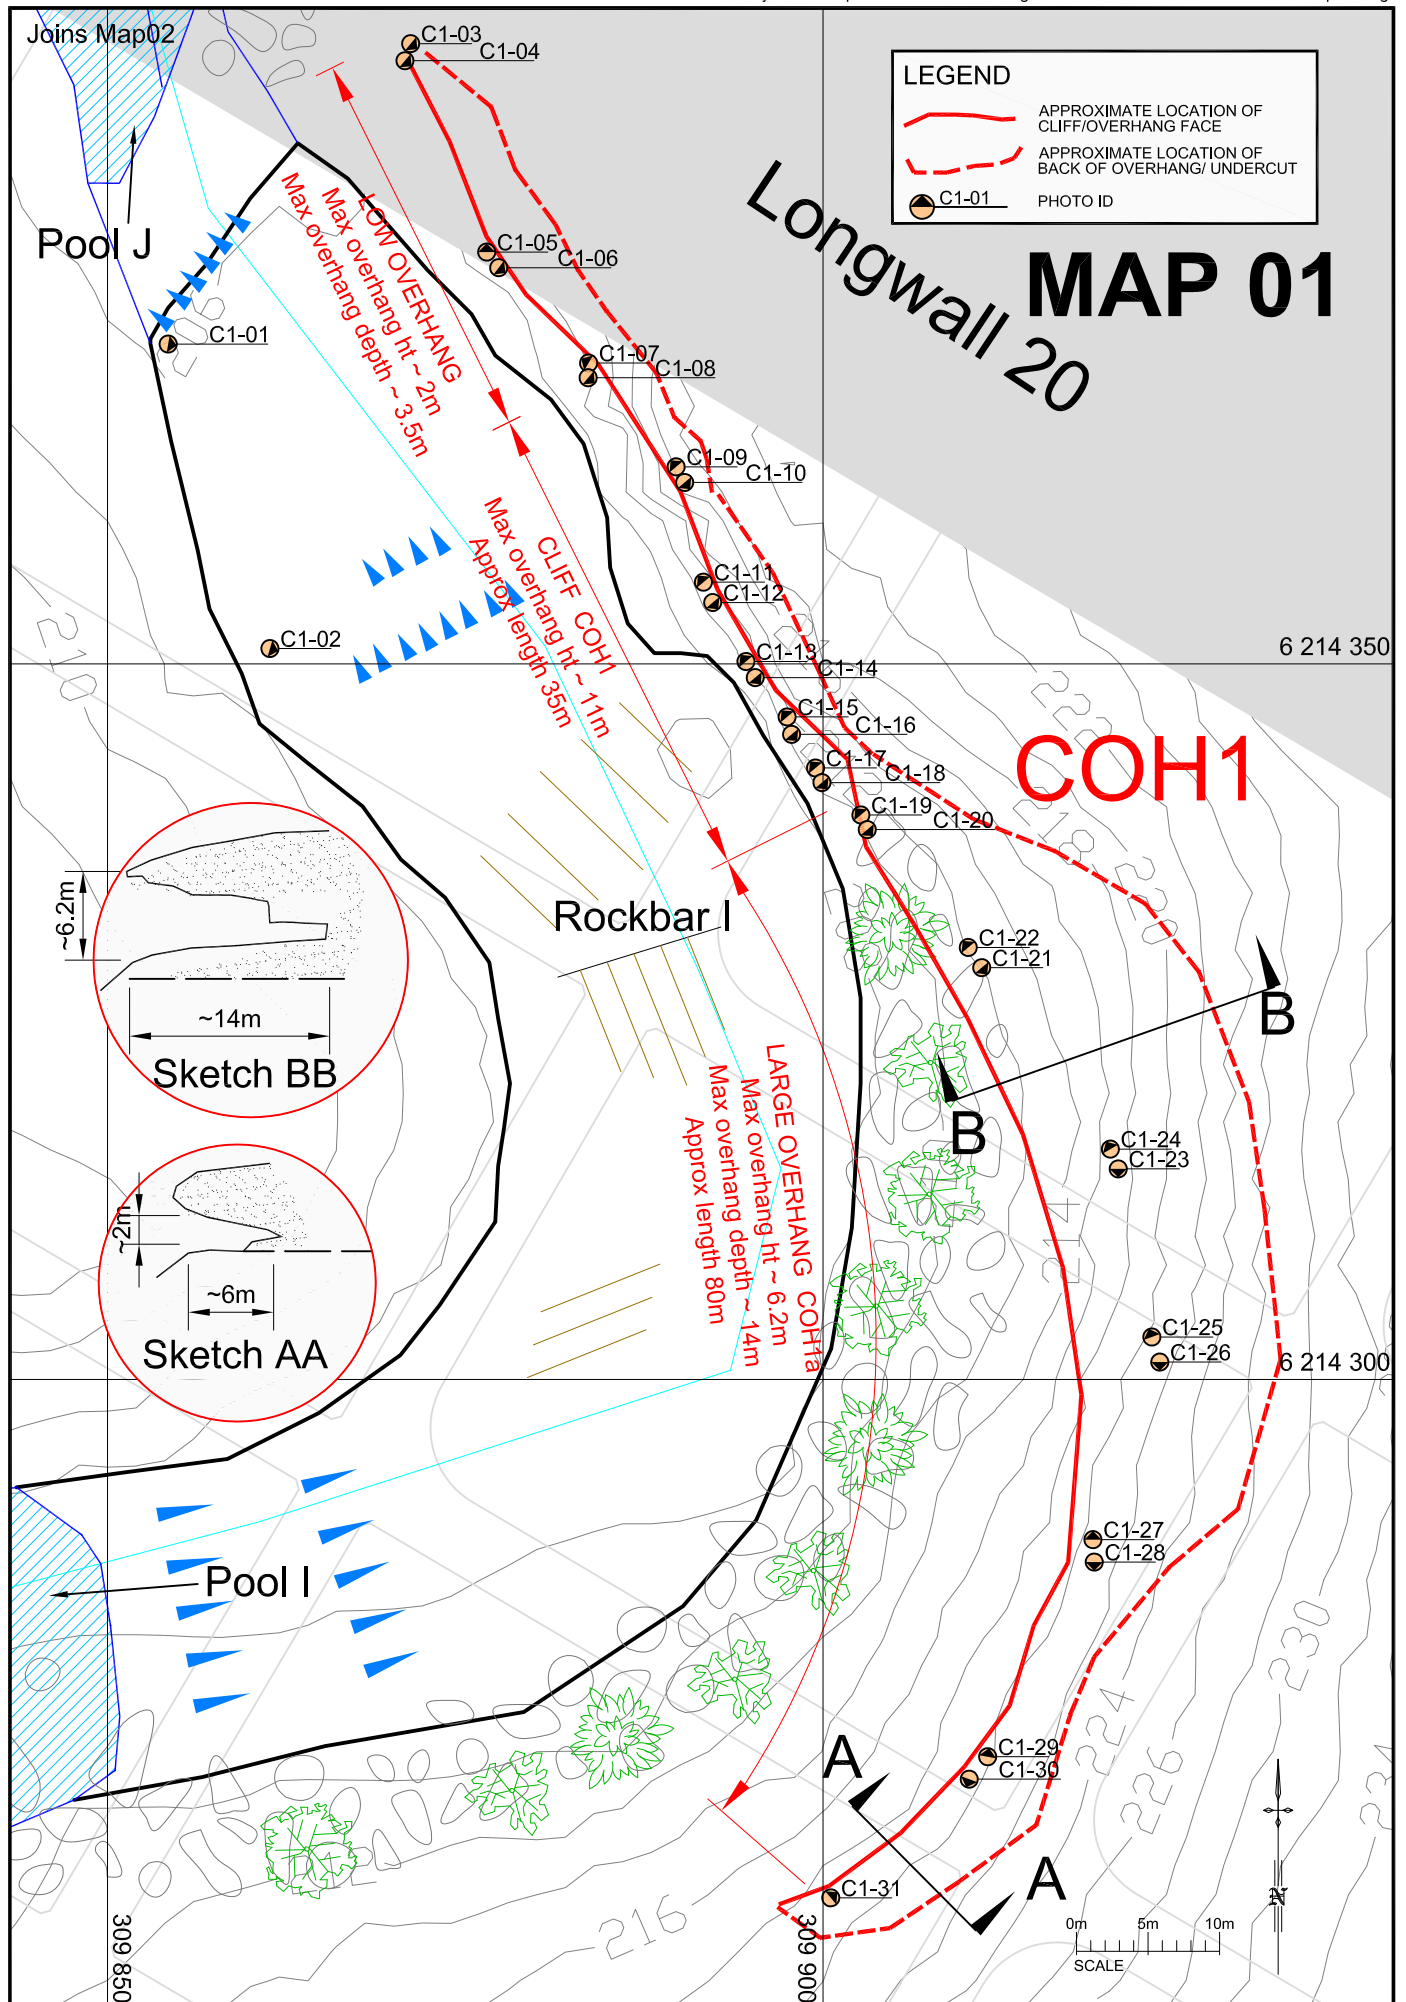 Joins Map02
C1-03
C1-04
LEGEND
APPROXIMATE LOCATION OF
CLIFF/OVERHANG FACE
APPROXIMATE LOCATION OF
BACK OF OVERHANG/ UNDERCUT
C1-01
PHOTO ID
MAP 01
Longwall 20
Pool J
C1-05
C1-06
LOW OVERHANG
Max overhang ht ~ 2m
Max overhang depth ~ 3.5m
C1-01
C1-07
C1-08
C1-09
C1-10
CLIFF COH1
Max overhang ht ~ 11m
Approx length 35m
C1-11
C1-12
C1-02
210
C1-13
C1-14
6 214 350
C1-15
C1-16
C1-17
C1-18
COH1
C1-19
C1-20
~6.2m
~14m
Sketch BB
Rockbar I
C1-22
C1-21
B
B
LARGE OVERHANG COH1a
Max overhang ht ~ 6.2m
Max overhang depth ~ 14m
Approx length 80m
C1-24
C1-23
~2m
~6m
Sketch AA
214
C1-25
C1-26
6 214 300
C1-27
C1-28
Pool I
230
224
226
C1-29
C1-30
A
A
C1-31
216
309 850
309 900
0m 5m 10m
SCALE
N